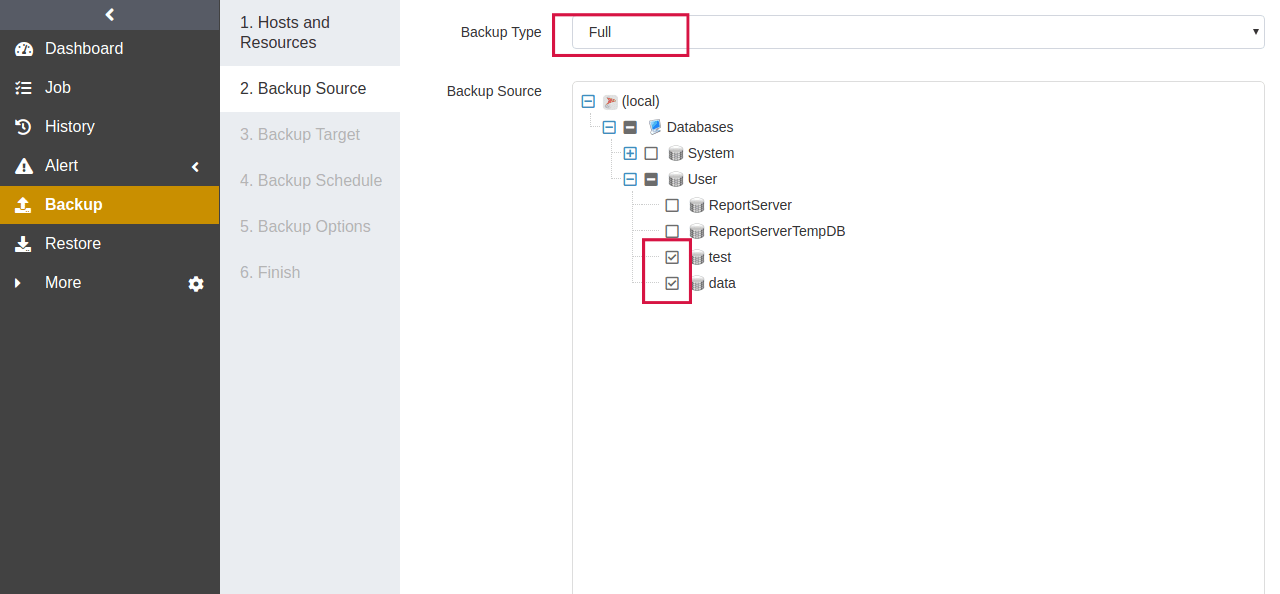 Dashboard
Job
History
Alert
Backup
Restore
More
1. Hosts and
Resources
2. Backup Source
3. Backup Target
4. Backup Schedule
5. Backup Options
6. Finish
Backup Type
Full
Backup Source
(local)
Databases
System
User
ReportServer
ReportServerTempDB
test
data